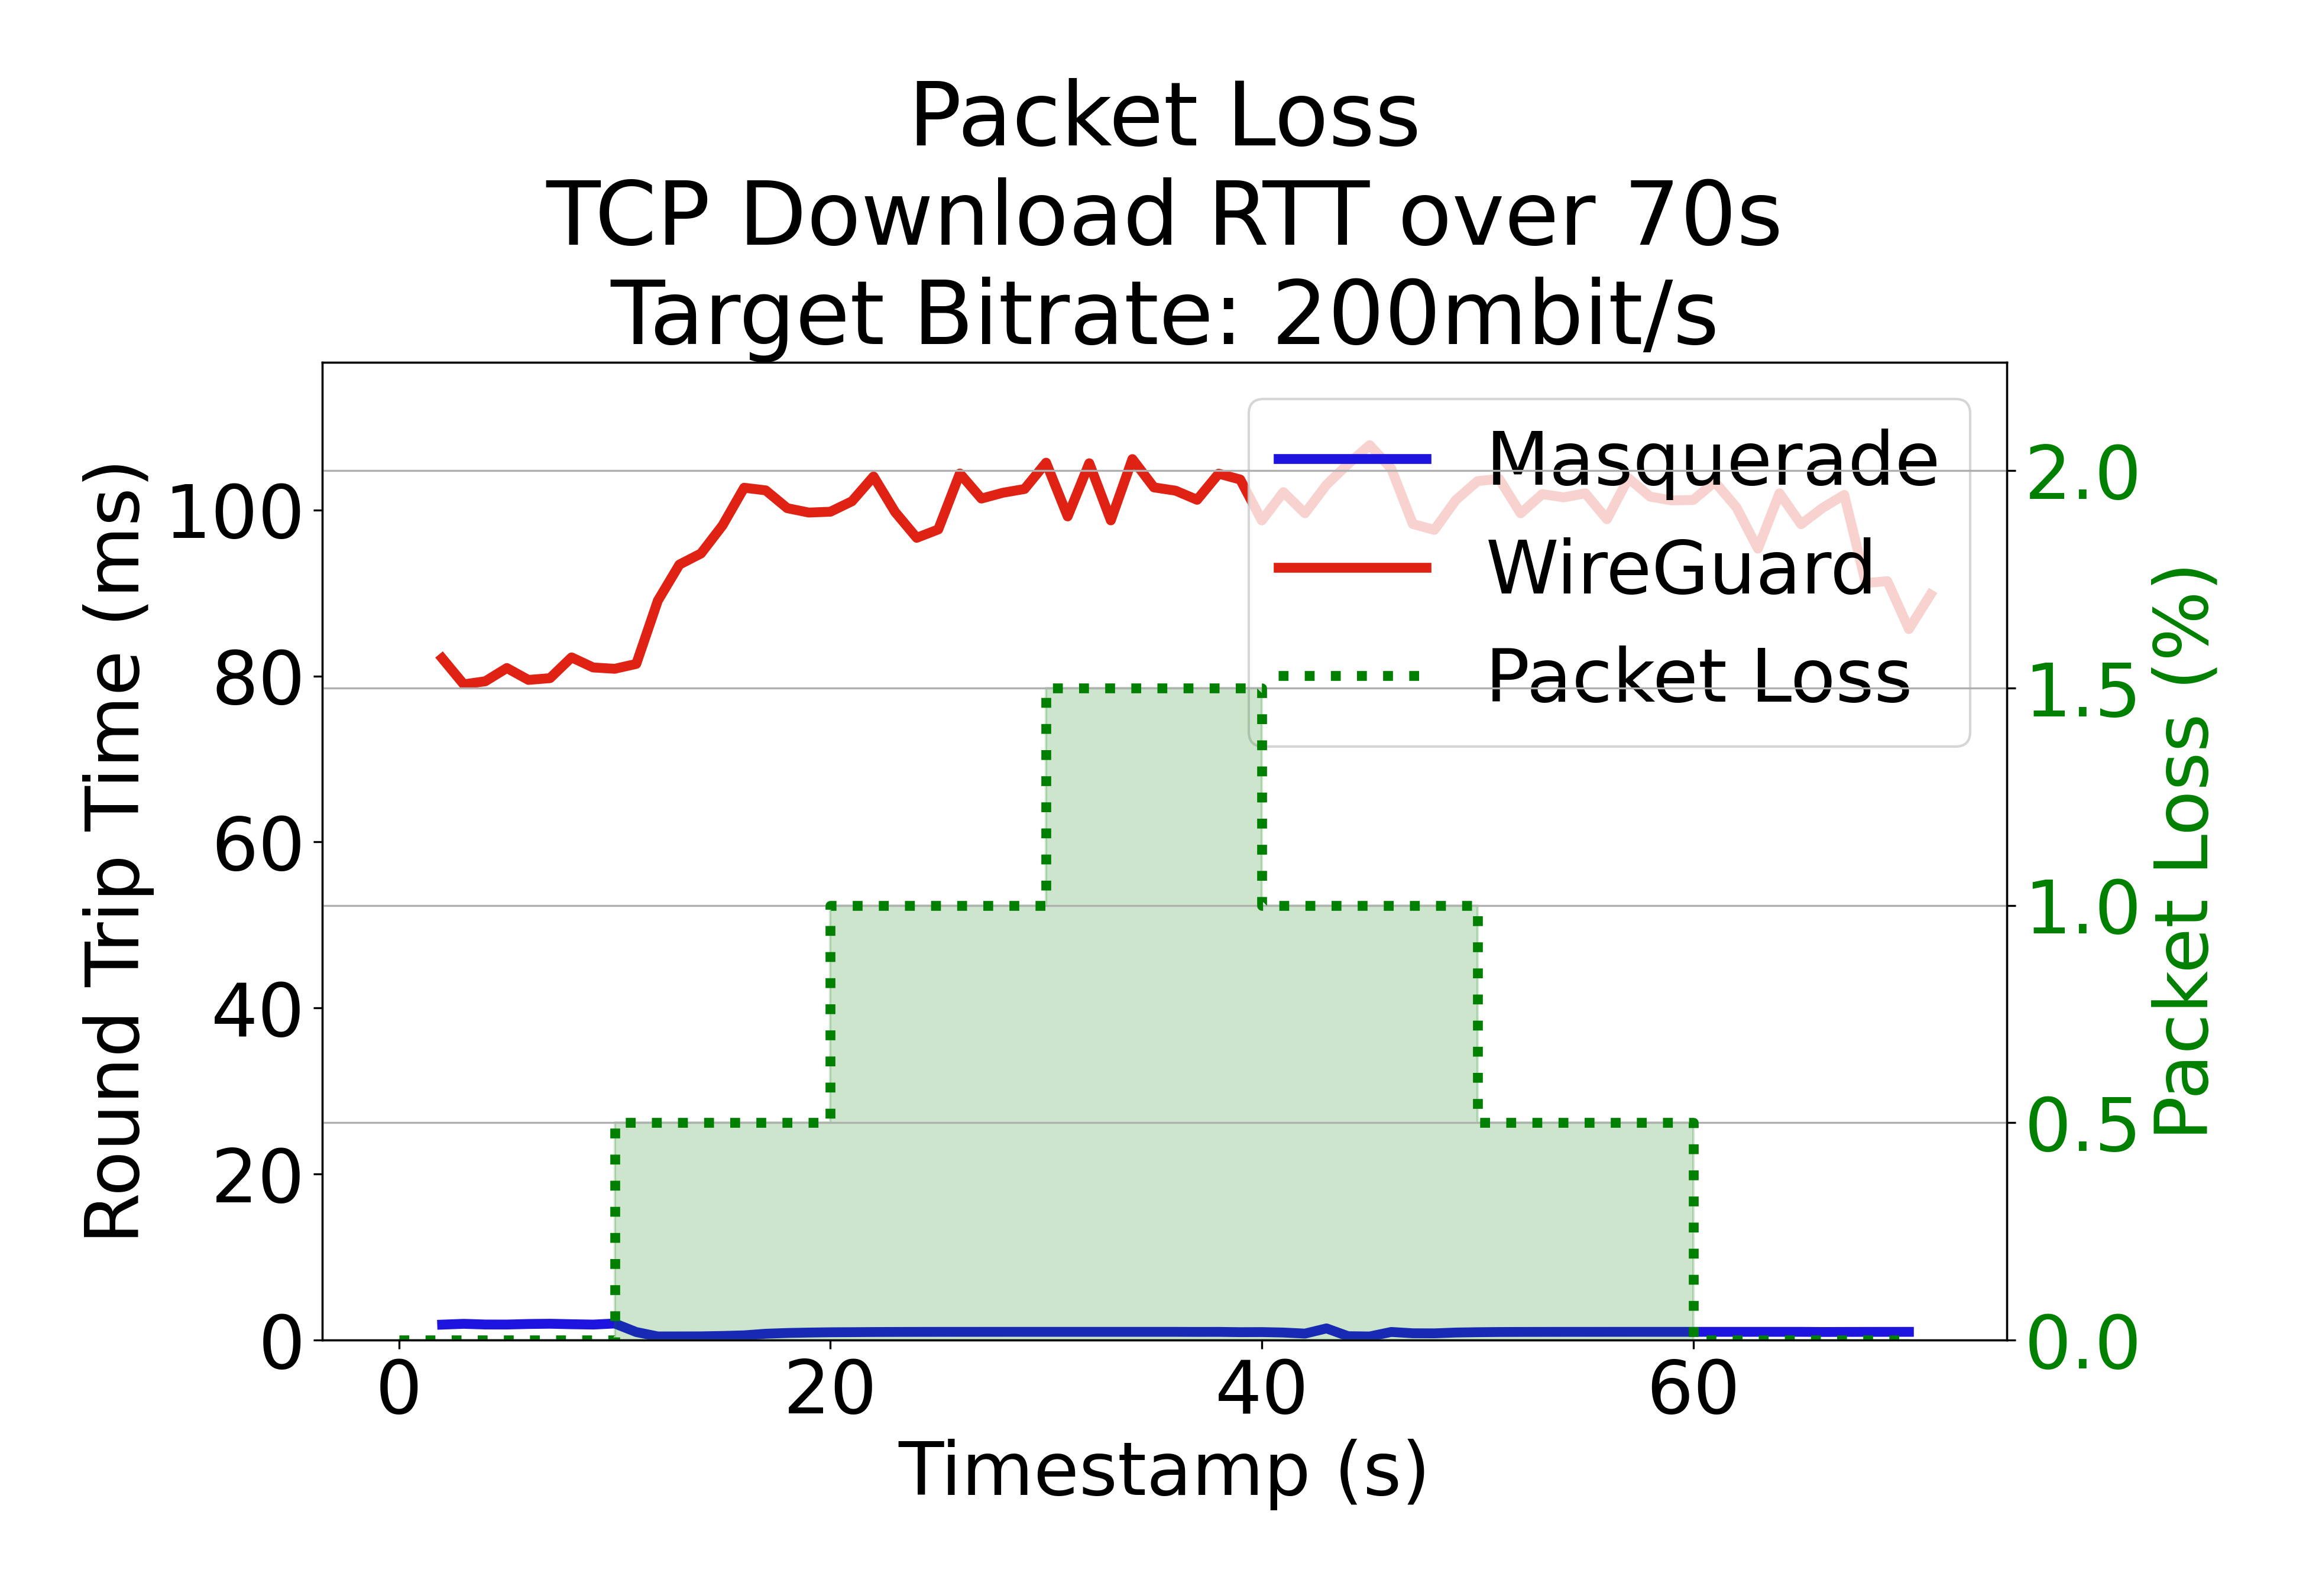 Packet Loss
TCP Download RTT over 70s
Target Bitrate: 200mbit/s
Round Trip Time (ms)
100
80
60
40
20
0
Masquerade
WireGuard
Packet Loss
2.0
1.5
1.0
0.5
0.0
Packet Loss (%)
0 20 40 60
Timestamp (s)